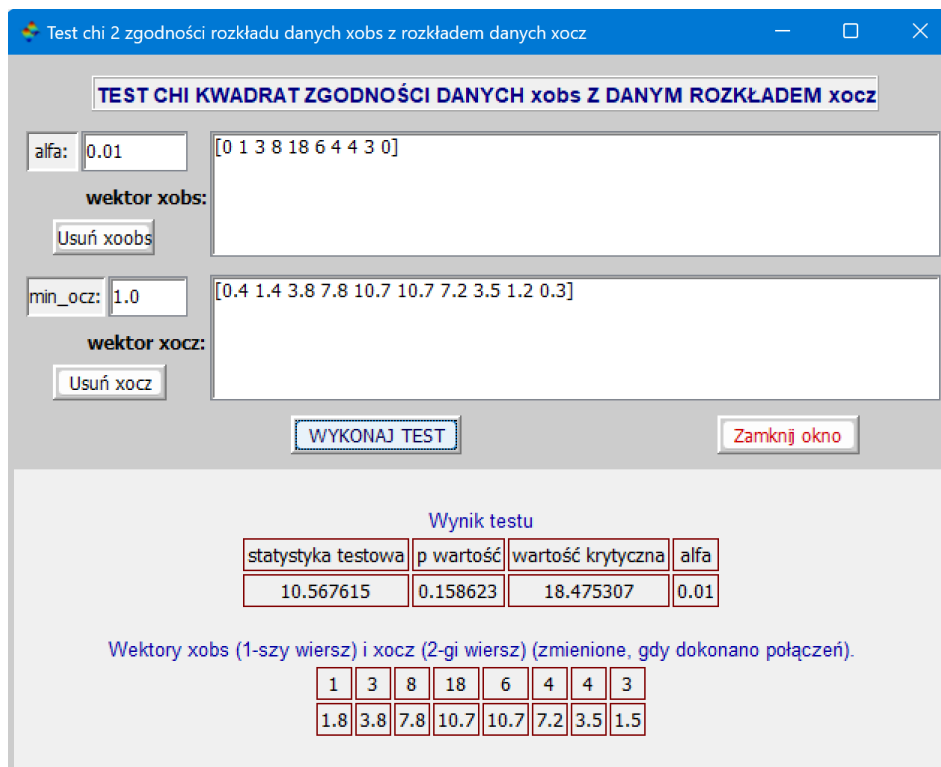 Test chi 2 zgodności rozkładu danych xobs z rozkładem danych xocz
TEST CHI KWADRAT ZGODNOŚCI DANYCH xobs Z DANYM ROZKŁADEM xocz
alfa: 0.01 [0 1 3 8 18 6 4 4 3 0]
wektor xobs:
Usuń xoobs
min_ocz: 1.0 [0.4 1.4 3.8 7.8 10.7 10.7 7.2 3.5 1.2 0.3]
wektor xocz:
Usuń xocz
WYKONAJ TEST Zamknij okno
Wynik testu
statystyka testowa p wartość wartość krytyczna alfa
10.567615 0.158623 18.475307 0.01
Wektory xobs (1-szy wiersz) i xocz (2-gi wiersz) (zmienione, gdy dokonano połączeń).
1 3 8 18 6 4 4 3
1.8 3.8 7.8 10.7 10.7 7.2 3.5 1.5